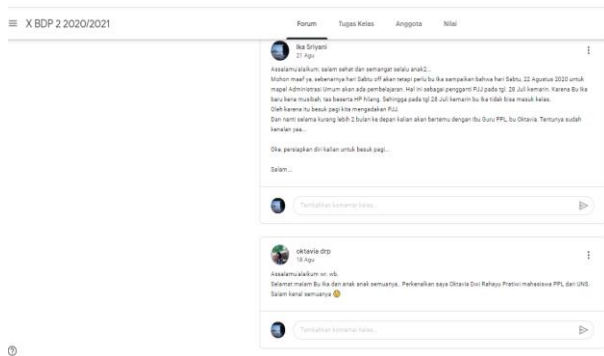 X BDP 2 2020/2021
Forum Tugas Kelas Anggota Nilai
Ika Sriyani
21 Agu
Assalamu'alaikum, salam sehat dan semangat selalu anak2...
Mohon maaf ya, sebenarnya hari Sabtu off akan tetapi perlu bu Ika sampaikan bahwa hari Sabtu, 22 Agustus 2020 untuk
mapel Administrasi Umum akan ada pembelajaran. Hal ini sebagai pengganti PJJ pada tgl. 28 Juli kemarin. Karena Bu Ika
baru kena musibah, tas beserta HP hilang. Sehingga pada tgl 28 Juli kemarin bu Ika tidak bisa masuk kelas.
Oleh karena itu besuk pagi kita mengadakan PJJ.
Dan nanti selama kurang lebih 2 bulan ke depan kalian akan bertemu dengan Ibu Guru PPL, bu Oktavia. Tentunya sudah
kenalan yaa...
Oke, persiapkan diri kalian untuk besuk pagi...
Salam...
Tambahkan komentar kelas...
oktavia drp
18 Agu
Assalamu'alaikum wr. wb.
Selamat malam Bu Ika dan anak anak semuanya.. Perkenalkan saya Oktavia Dwi Rahayu Pratiwi mahasiswa PPL dari UNS.
Salam kenal semuanya 😊
Tambahkan komentar kelas...